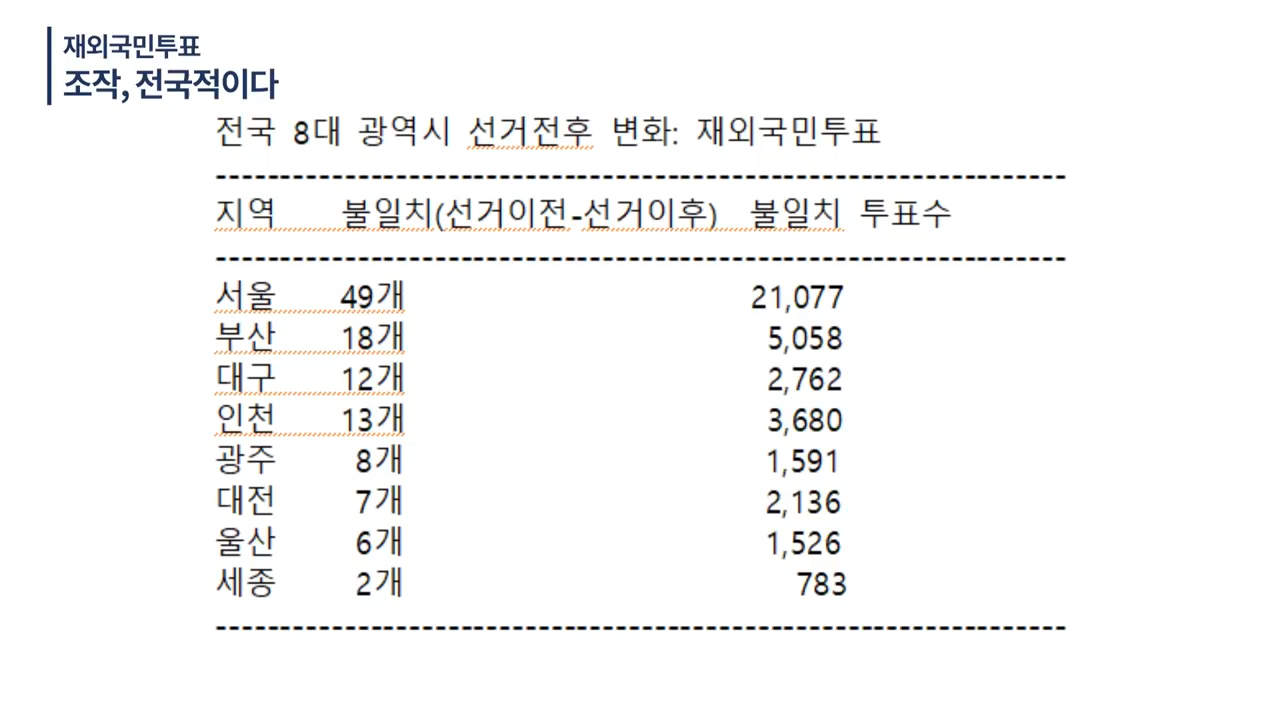 재외국민투표
조작, 전국적이다
전국 8대 광역시 선거전후 변화: 재외국민투표
------------------------------------------------------------------------
지역 불일치(선거이전-선거이후) 불일치 투표수
------------------------------------------------------------------------
서울 49개 21,077
부산 18개 5,058
대구 12개 2,762
인천 13개 3,680
광주 8개 1,591
대전 7개 2,136
울산 6개 1,526
세종 2개 783
------------------------------------------------------------------------